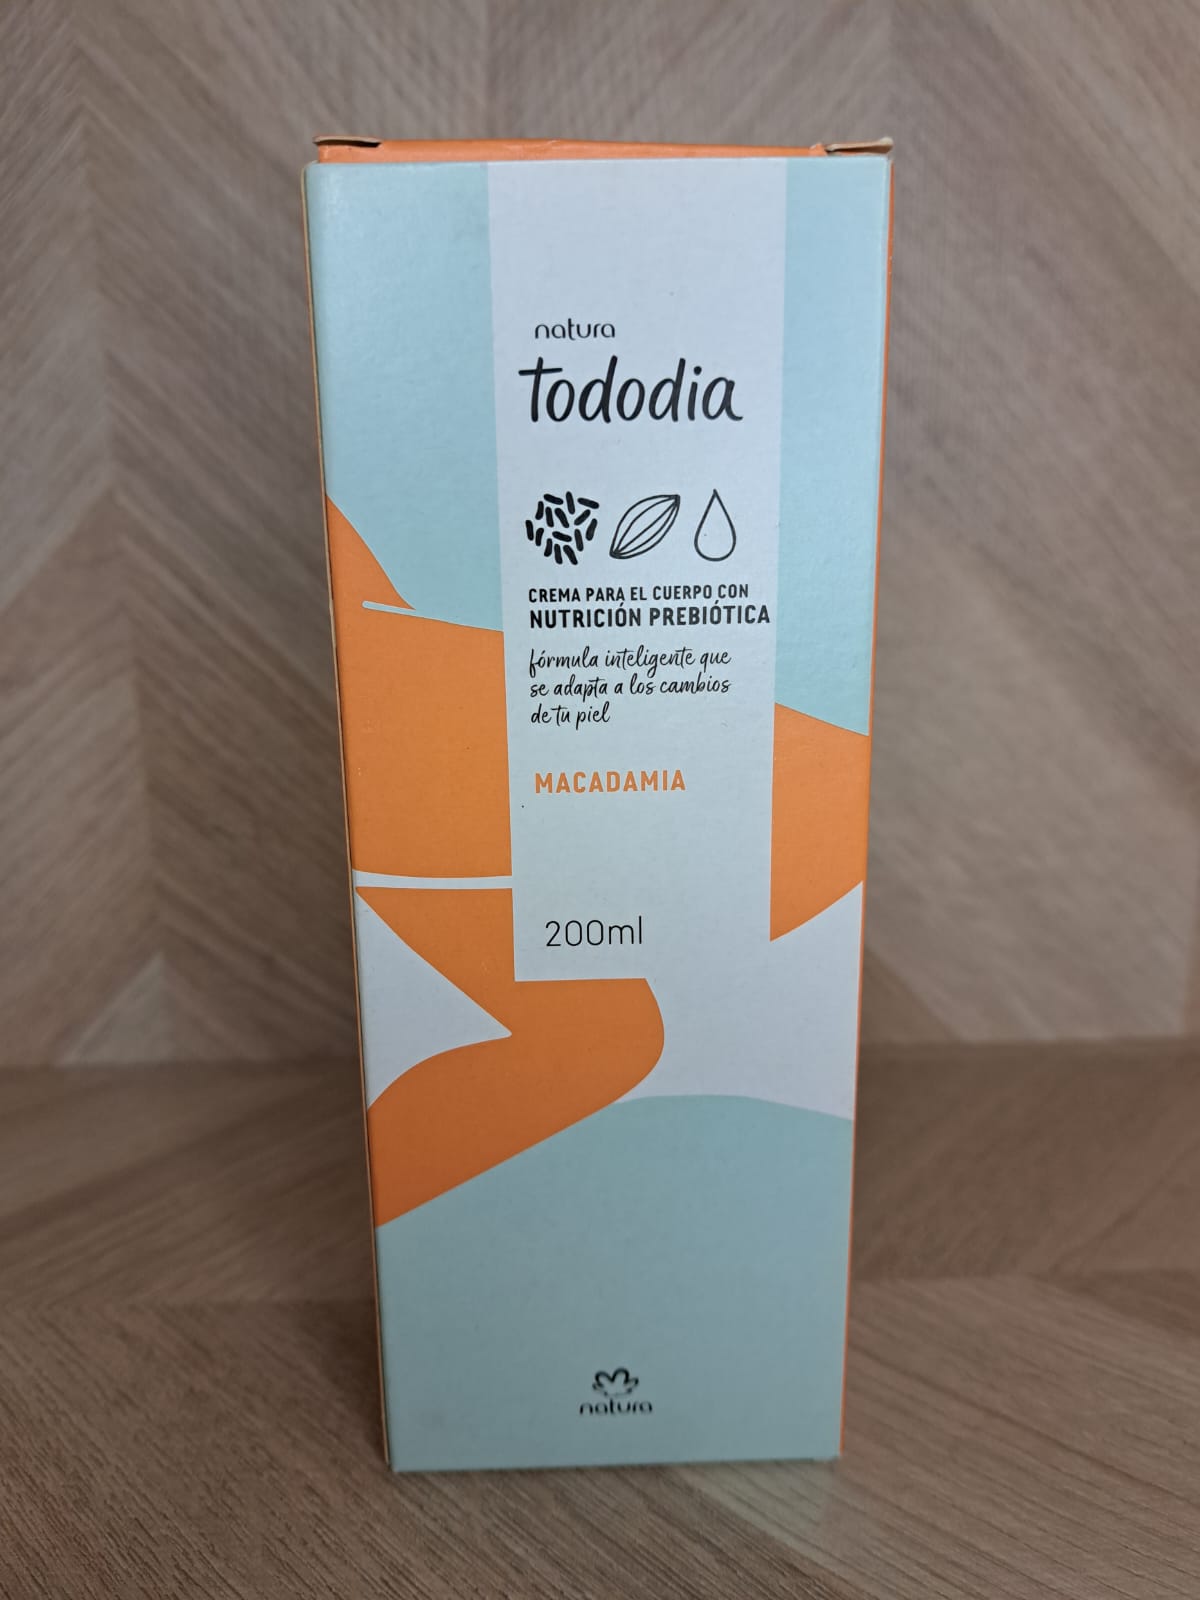 natura
tododia
CREMA PARA EL CUERPO CON
NUTRICIÓN PREBIÓTICA
fórmula inteligente que
se adapta a los cambios
de tu piel
MACADAMIA
200ml
natura